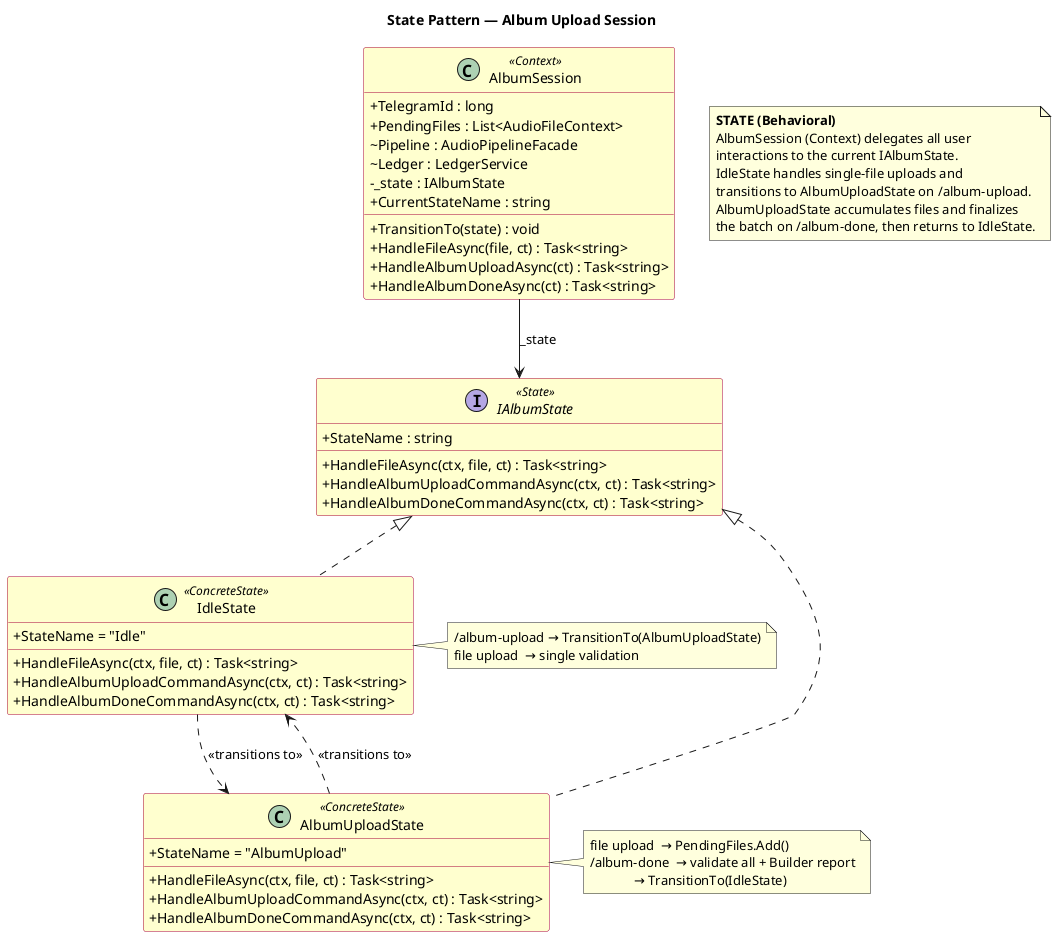 State Pattern — Album Upload Session
C
«Context»
AlbumSession
+TelegramId : long
+PendingFiles : List<AudioFileContext>
~Pipeline : AudioPipelineFacade
~Ledger : LedgerService
-_state : IAlbumState
+CurrentStateName : string
+TransitionTo(state) : void
+HandleFileAsync(file, ct) : Task<string>
+HandleAlbumUploadAsync(ct) : Task<string>
+HandleAlbumDoneAsync(ct) : Task<string>
STATE (Behavioral)
AlbumSession (Context) delegates all user
interactions to the current IAlbumState.
IdleState handles single-file uploads and
transitions to AlbumUploadState on /album-upload.
AlbumUploadState accumulates files and finalizes
the batch on /album-done, then returns to IdleState.
_state
I
«State»
IAlbumState
+StateName : string
+HandleFileAsync(ctx, file, ct) : Task<string>
+HandleAlbumUploadCommandAsync(ctx, ct) : Task<string>
+HandleAlbumDoneCommandAsync(ctx, ct) : Task<string>
C
«ConcreteState»
IdleState
+StateName = "Idle"
+HandleFileAsync(ctx, file, ct) : Task<string>
+HandleAlbumUploadCommandAsync(ctx, ct) : Task<string>
+HandleAlbumDoneCommandAsync(ctx, ct) : Task<string>
/album-upload → TransitionTo(AlbumUploadState)
file upload → single validation
«transitions to»
«transitions to»
C
«ConcreteState»
AlbumUploadState
+StateName = "AlbumUpload"
+HandleFileAsync(ctx, file, ct) : Task<string>
+HandleAlbumUploadCommandAsync(ctx, ct) : Task<string>
+HandleAlbumDoneCommandAsync(ctx, ct) : Task<string>
file upload → PendingFiles.Add()
/album-done → validate all + Builder report
→ TransitionTo(IdleState)